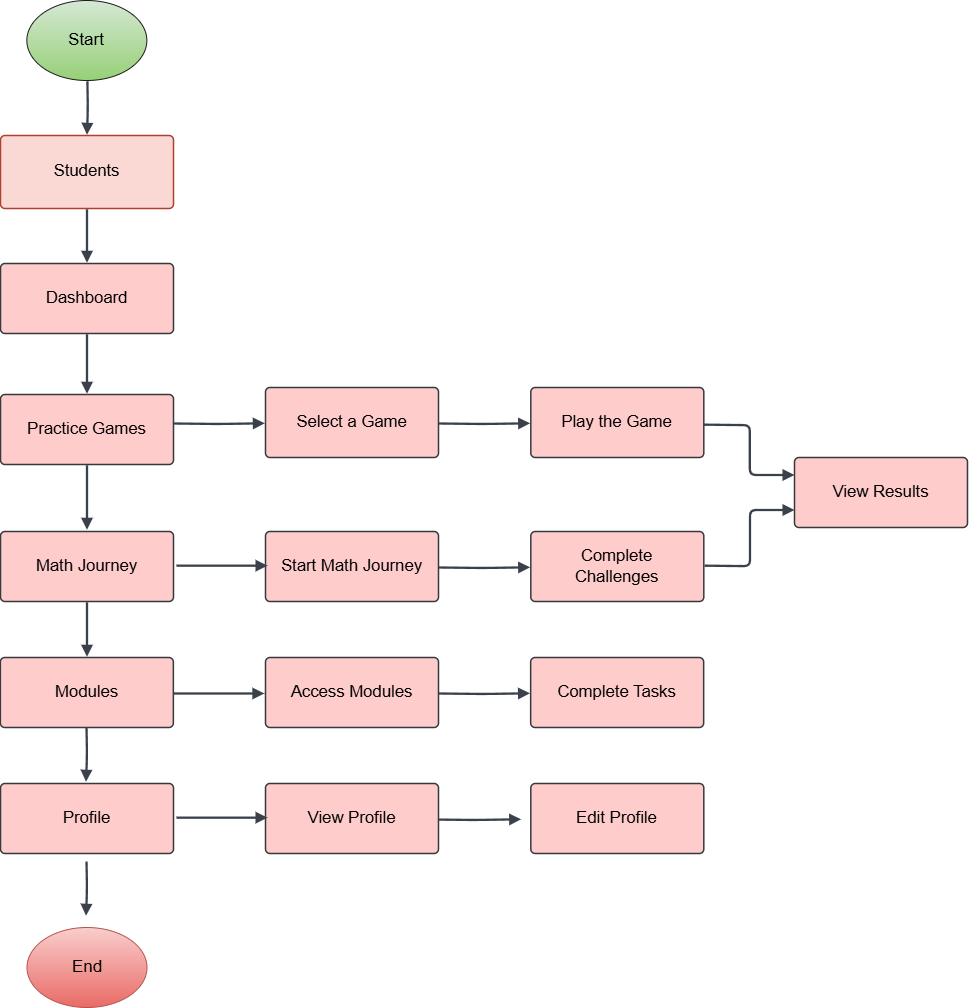 Start
Students
Dashboard
Practice Games
Select a Game
Play the Game
View Results
Math Journey
Start Math Journey
Complete
Challenges
Modules
Access Modules
Complete Tasks
Profile
View Profile
Edit Profile
End